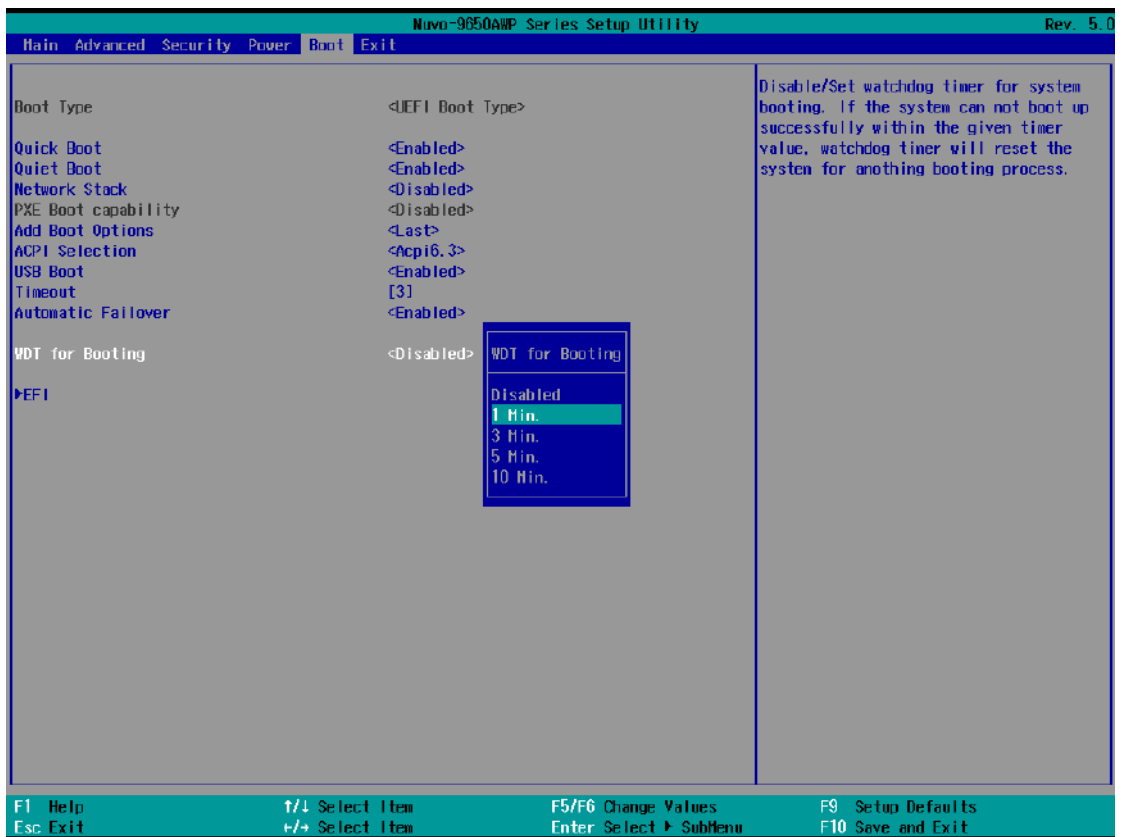 Nuvo-9650AWP Series Setup Utility Rev. 5.0
Main Advanced Security Power Boot Exit
Boot Type <UEFI Boot Type>
Quick Boot <Enabled>
Quiet Boot <Enabled>
Network Stack <Disabled>
PXE Boot capability <Disabled>
Add Boot Options <Last>
ACPI Selection <Acpi6.3>
USB Boot <Enabled>
Timeout [3]
Automatic Failover <Enabled>
WDT for Booting <Disabled>
▶EFI
WDT for Booting
Disabled
1 Min.
3 Min.
5 Min.
10 Min.
Disable/Set watchdog timer for system
booting. If the system can not boot up
successfully within the given timer
value, watchdog timer will reset the
system for anothing booting process.
F1 Help ↑/↓ Select Item F5/F6 Change Values F9 Setup Defaults
Esc Exit ←/→ Select Item Enter Select ▶ SubMenu F10 Save and Exit